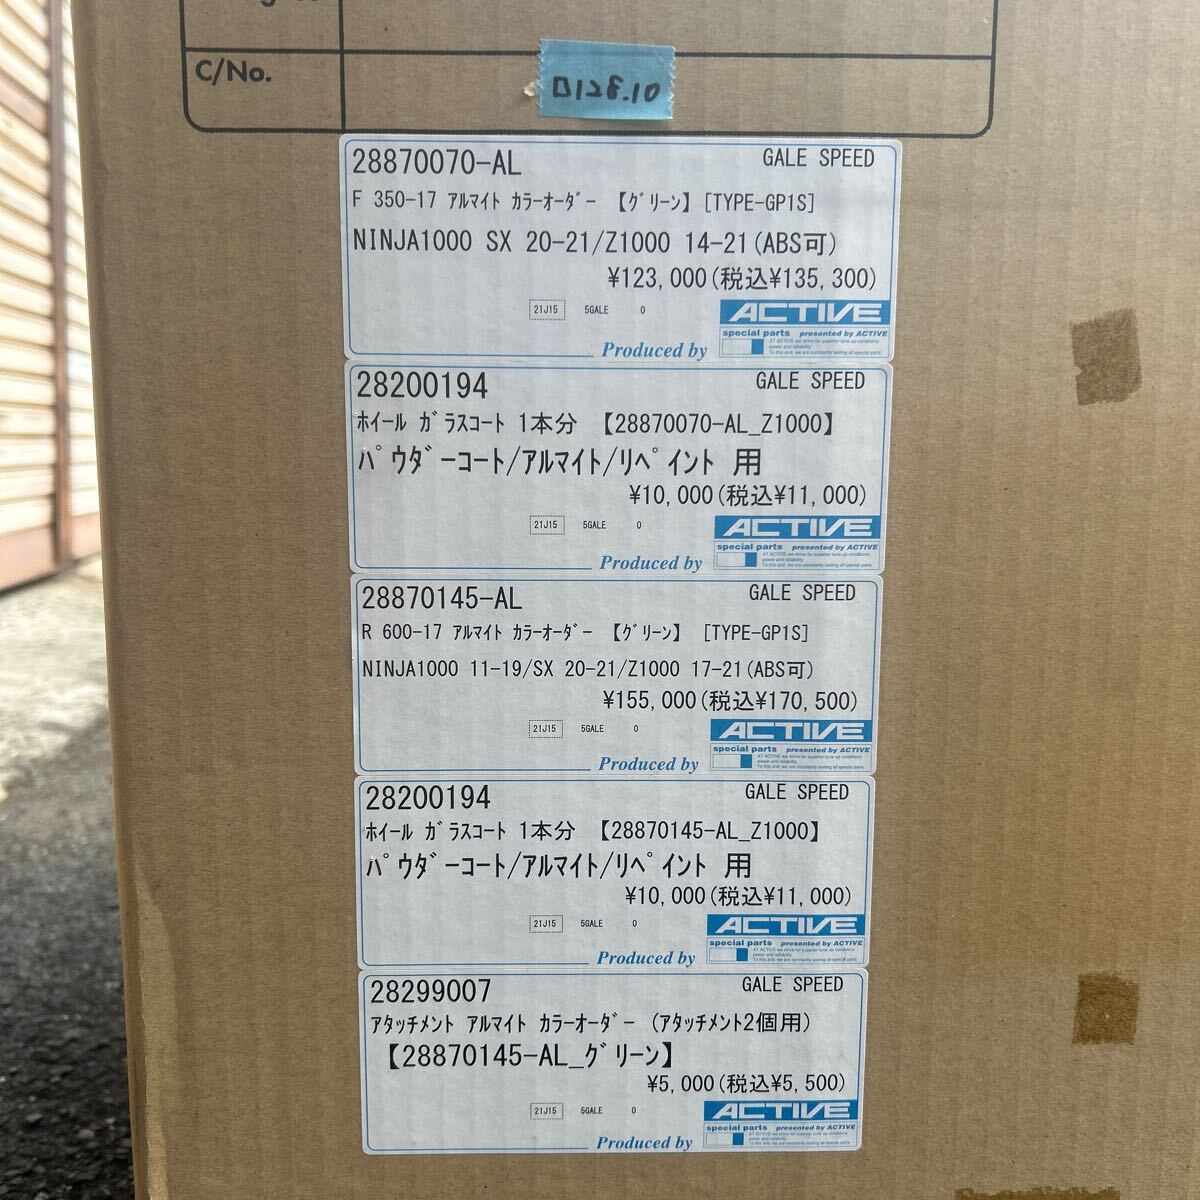 C/No.
口128.10
28870070-AL GALE SPEED
F 350-17 ｱﾙﾏｲﾄ ｶﾗｰｵｰﾀﾞｰ 【ｸﾞﾘｰﾝ】 [TYPE-GP1S]
NINJA1000 SX 20-21/Z1000 14-21(ABS可)
¥123,000(税込¥135,300)
21J15 5GALE 0
ACTIVE
special parts presented by ACTIVE
Produced by
28200194 GALE SPEED
ﾎｲｰﾙ ｶﾞﾗｽｺｰﾄ 1本分 【28870070-AL_Z1000】
ﾊﾟｳﾀﾞｰｺｰﾄ/ｱﾙﾏｲﾄ/ﾘﾍﾟｲﾝﾄ 用
¥10,000(税込¥11,000)
21J15 5GALE 0
ACTIVE
special parts presented by ACTIVE
Produced by
28870145-AL GALE SPEED
R 600-17 ｱﾙﾏｲﾄ ｶﾗｰｵｰﾀﾞｰ 【ｸﾞﾘｰﾝ】 [TYPE-GP1S]
NINJA1000 11-19/SX 20-21/Z1000 17-21(ABS可)
¥155,000(税込¥170,500)
21J15 5GALE 0
ACTIVE
special parts presented by ACTIVE
Produced by
28200194 GALE SPEED
ﾎｲｰﾙ ｶﾞﾗｽｺｰﾄ 1本分 【28870145-AL_Z1000】
ﾊﾟｳﾀﾞｰｺｰﾄ/ｱﾙﾏｲﾄ/ﾘﾍﾟｲﾝﾄ 用
¥10,000(税込¥11,000)
21J15 5GALE 0
ACTIVE
special parts presented by ACTIVE
Produced by
28299007 GALE SPEED
ｱﾀｯﾁﾒﾝﾄ ｱﾙﾏｲﾄ ｶﾗｰｵｰﾀﾞｰ (ｱﾀｯﾁﾒﾝﾄ2個用)
【28870145-AL_ｸﾞﾘｰﾝ】
¥5,000(税込¥5,500)
21J15 5GALE 0
ACTIVE
special parts presented by ACTIVE
Produced by